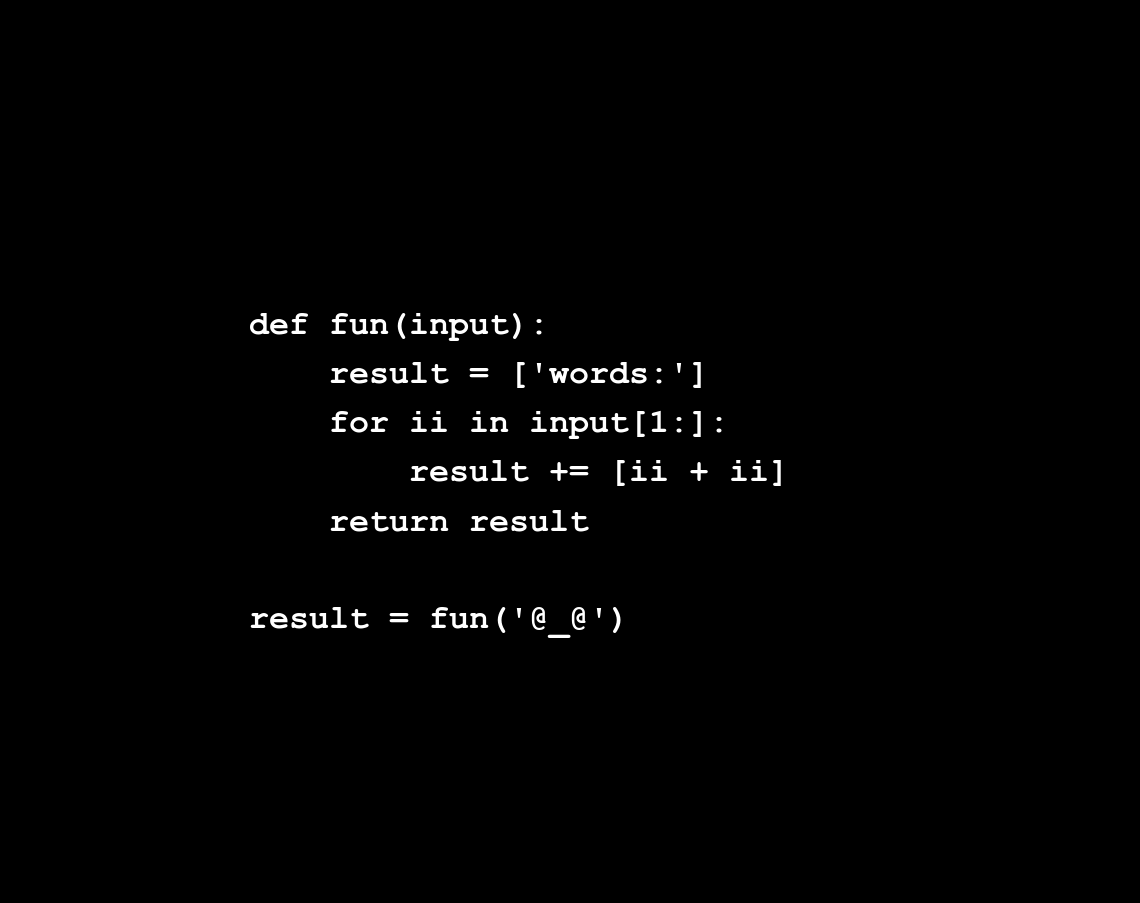 def fun(input):
    result = ['words:']
    for ii in input[1:]:
        result += [ii + ii]
    return result

result = fun('@_@')